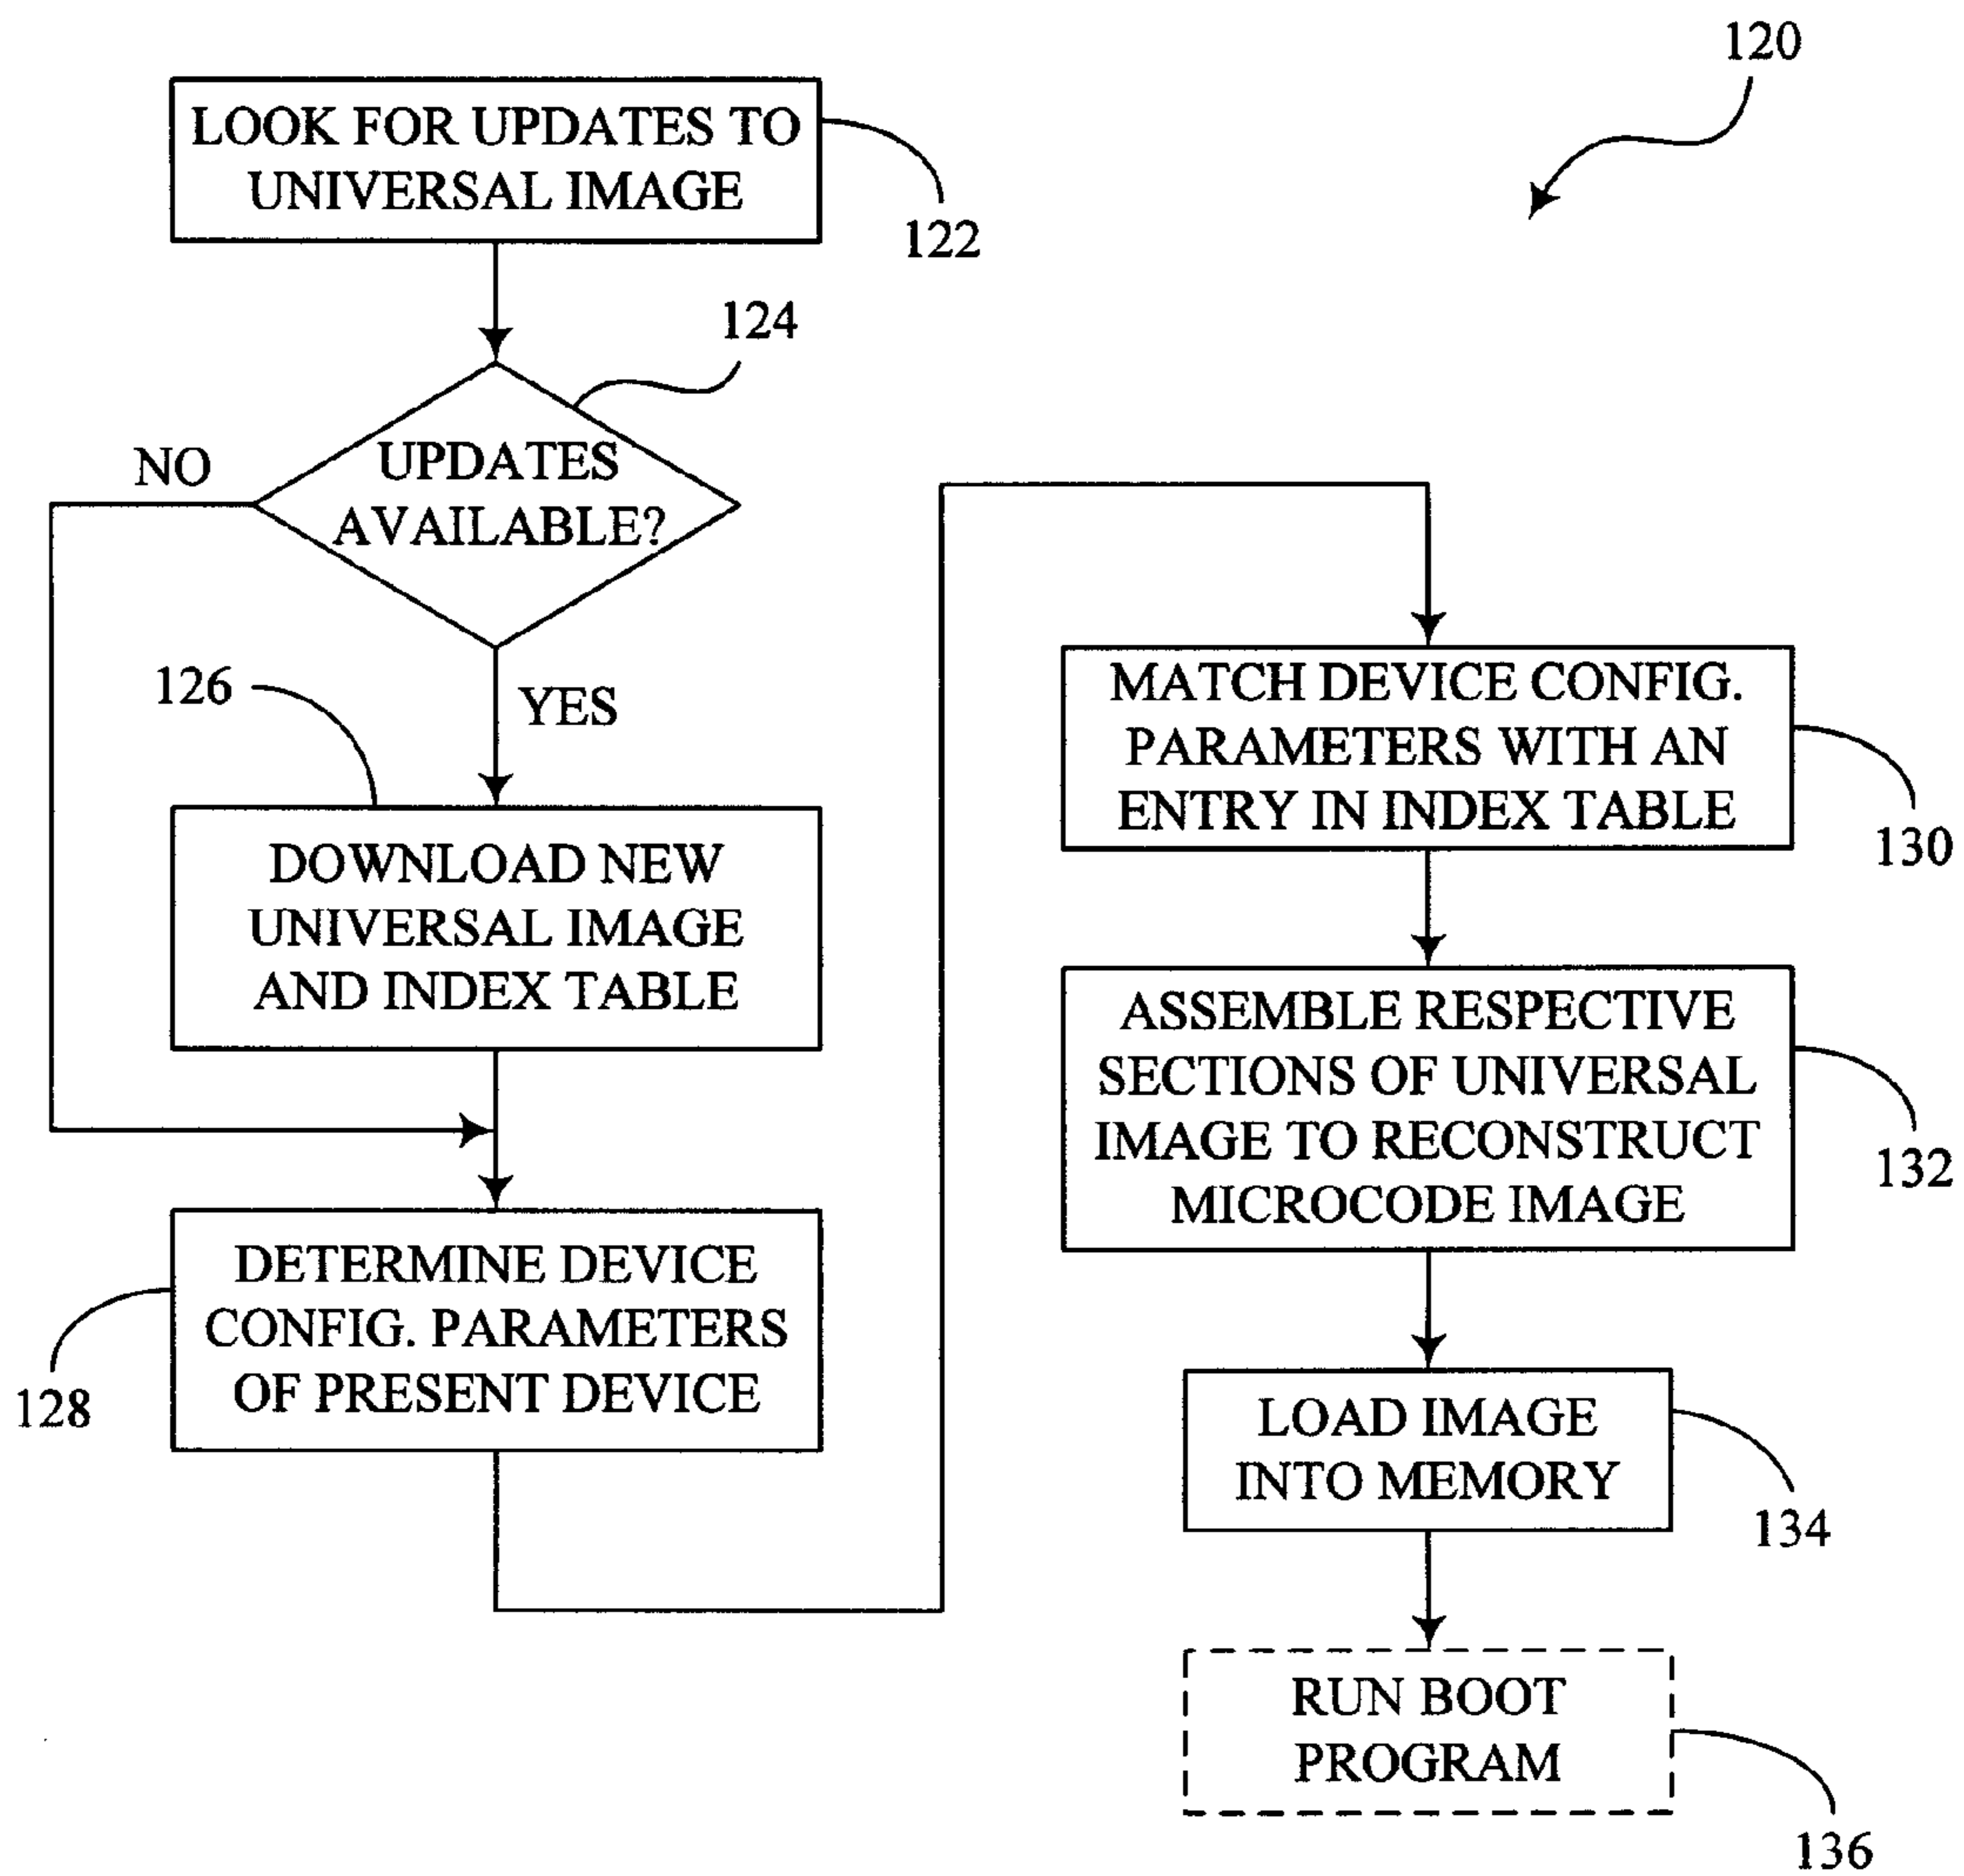 120
LOOK FOR UPDATES TO
UNIVERSAL IMAGE
122
124
UPDATES
AVAILABLE?
NO
YES
126
DOWNLOAD NEW
UNIVERSAL IMAGE
AND INDEX TABLE
DETERMINE DEVICE
CONFIG. PARAMETERS
OF PRESENT DEVICE
128
MATCH DEVICE CONFIG.
PARAMETERS WITH AN
ENTRY IN INDEX TABLE
130
ASSEMBLE RESPECTIVE
SECTIONS OF UNIVERSAL
IMAGE TO RECONSTRUCT
MICROCODE IMAGE
132
LOAD IMAGE
INTO MEMORY
134
RUN BOOT
PROGRAM
136